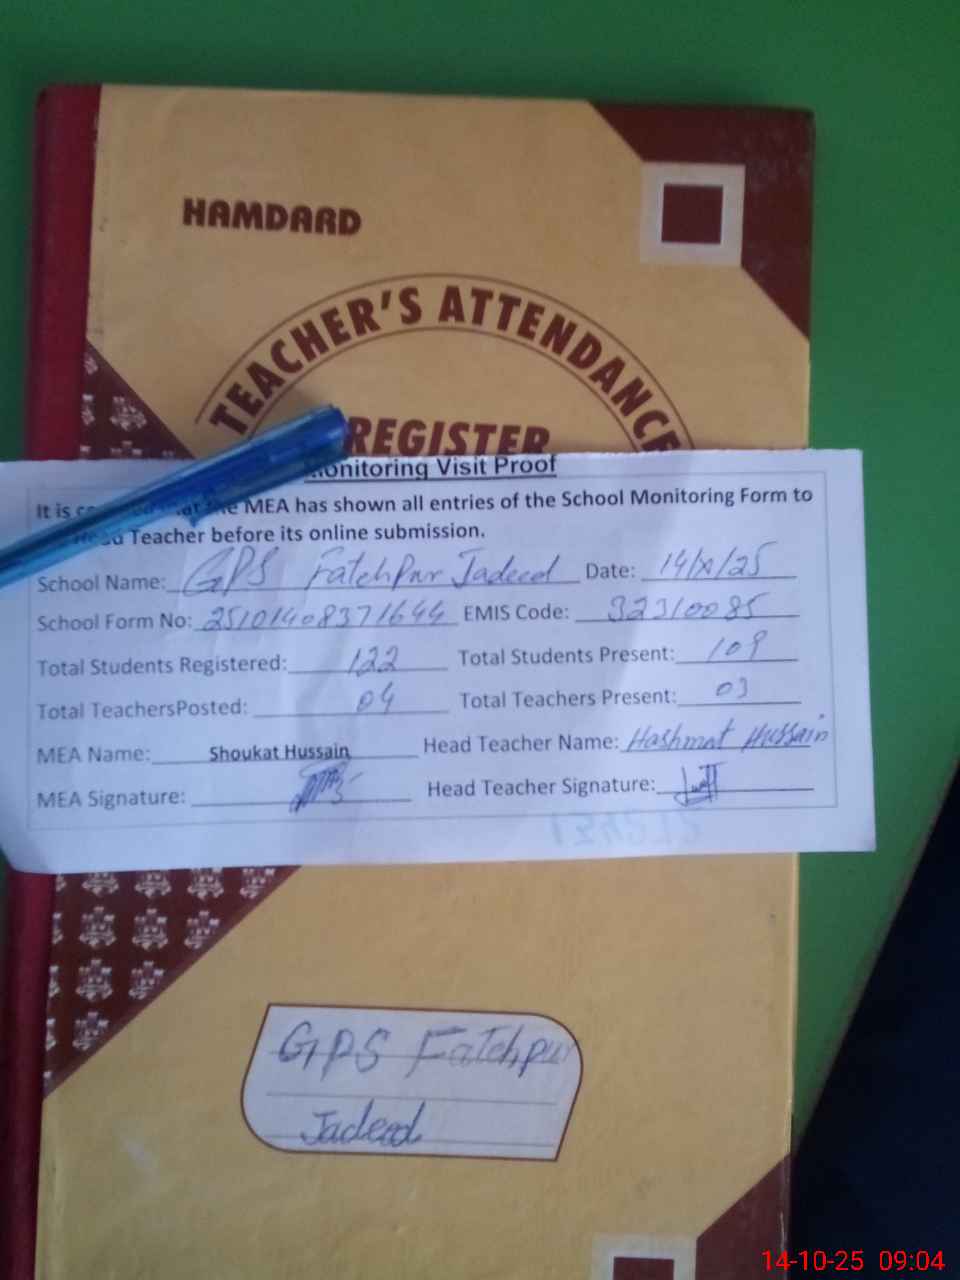 HAMDARD
TEACHER'S ATTENDANCE
REGISTER
Monitoring Visit Proof
It is that the MEA has shown all entries of the School Monitoring Form to
Head Teacher before its online submission.
School Name: GPS Fatehpur Jadeed Date: 14/X/25
School Form No: 25101408371644 EMIS Code: 32310085
Total Students Registered: 122 Total Students Present: 109
Total TeachersPosted: 04 Total Teachers Present: 03
MEA Name: Shoukat Hussain Head Teacher Name: Hashmat Hussain
MEA Signature: Head Teacher Signature:
GPS Fatehpur
Jadeed
14-10-25 09:04